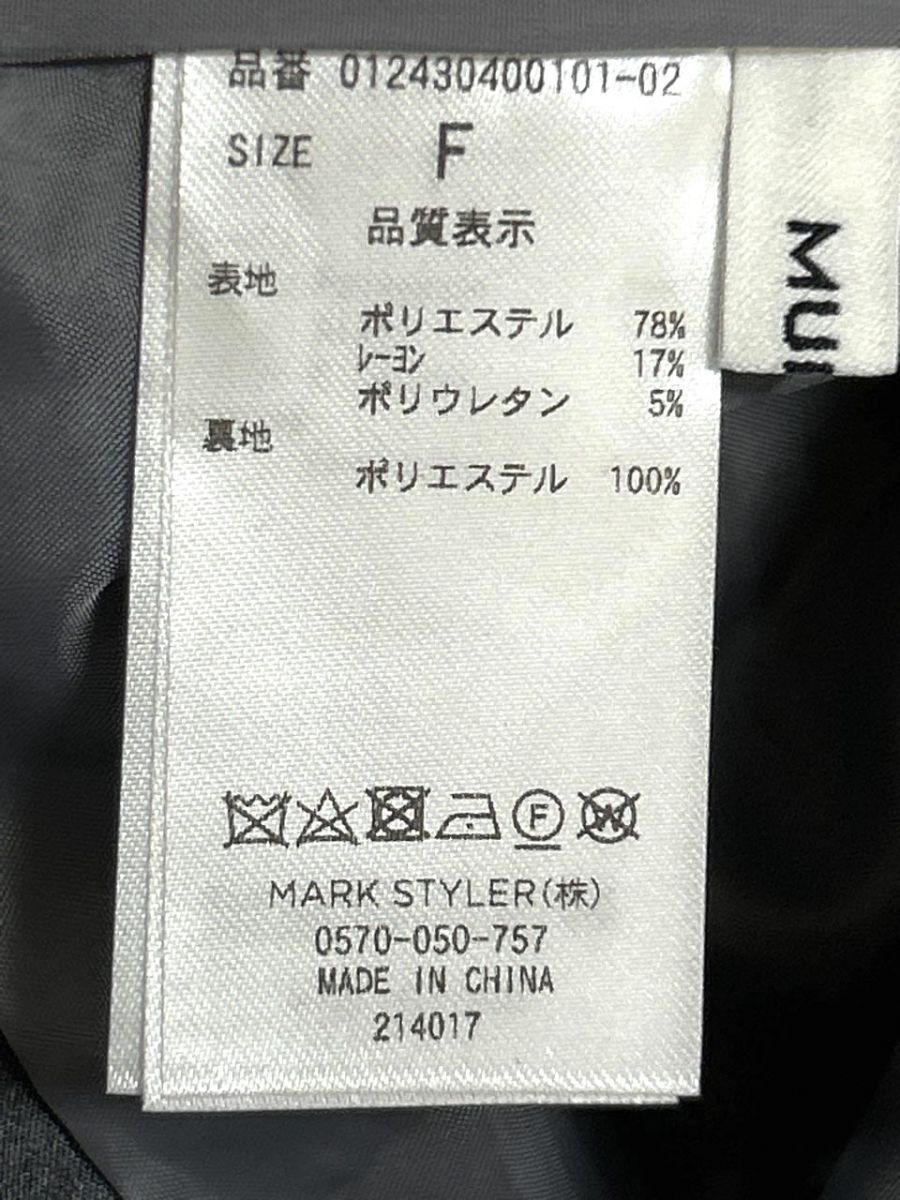 品番 012430400101-02
SIZE F
品質表示
表地
ポリエステル 78%
ﾚｰﾖﾝ 17%
ポリウレタン 5%
裏地
ポリエステル 100%
F
W
MARK STYLER(株)
0570-050-757
MADE IN CHINA
214017